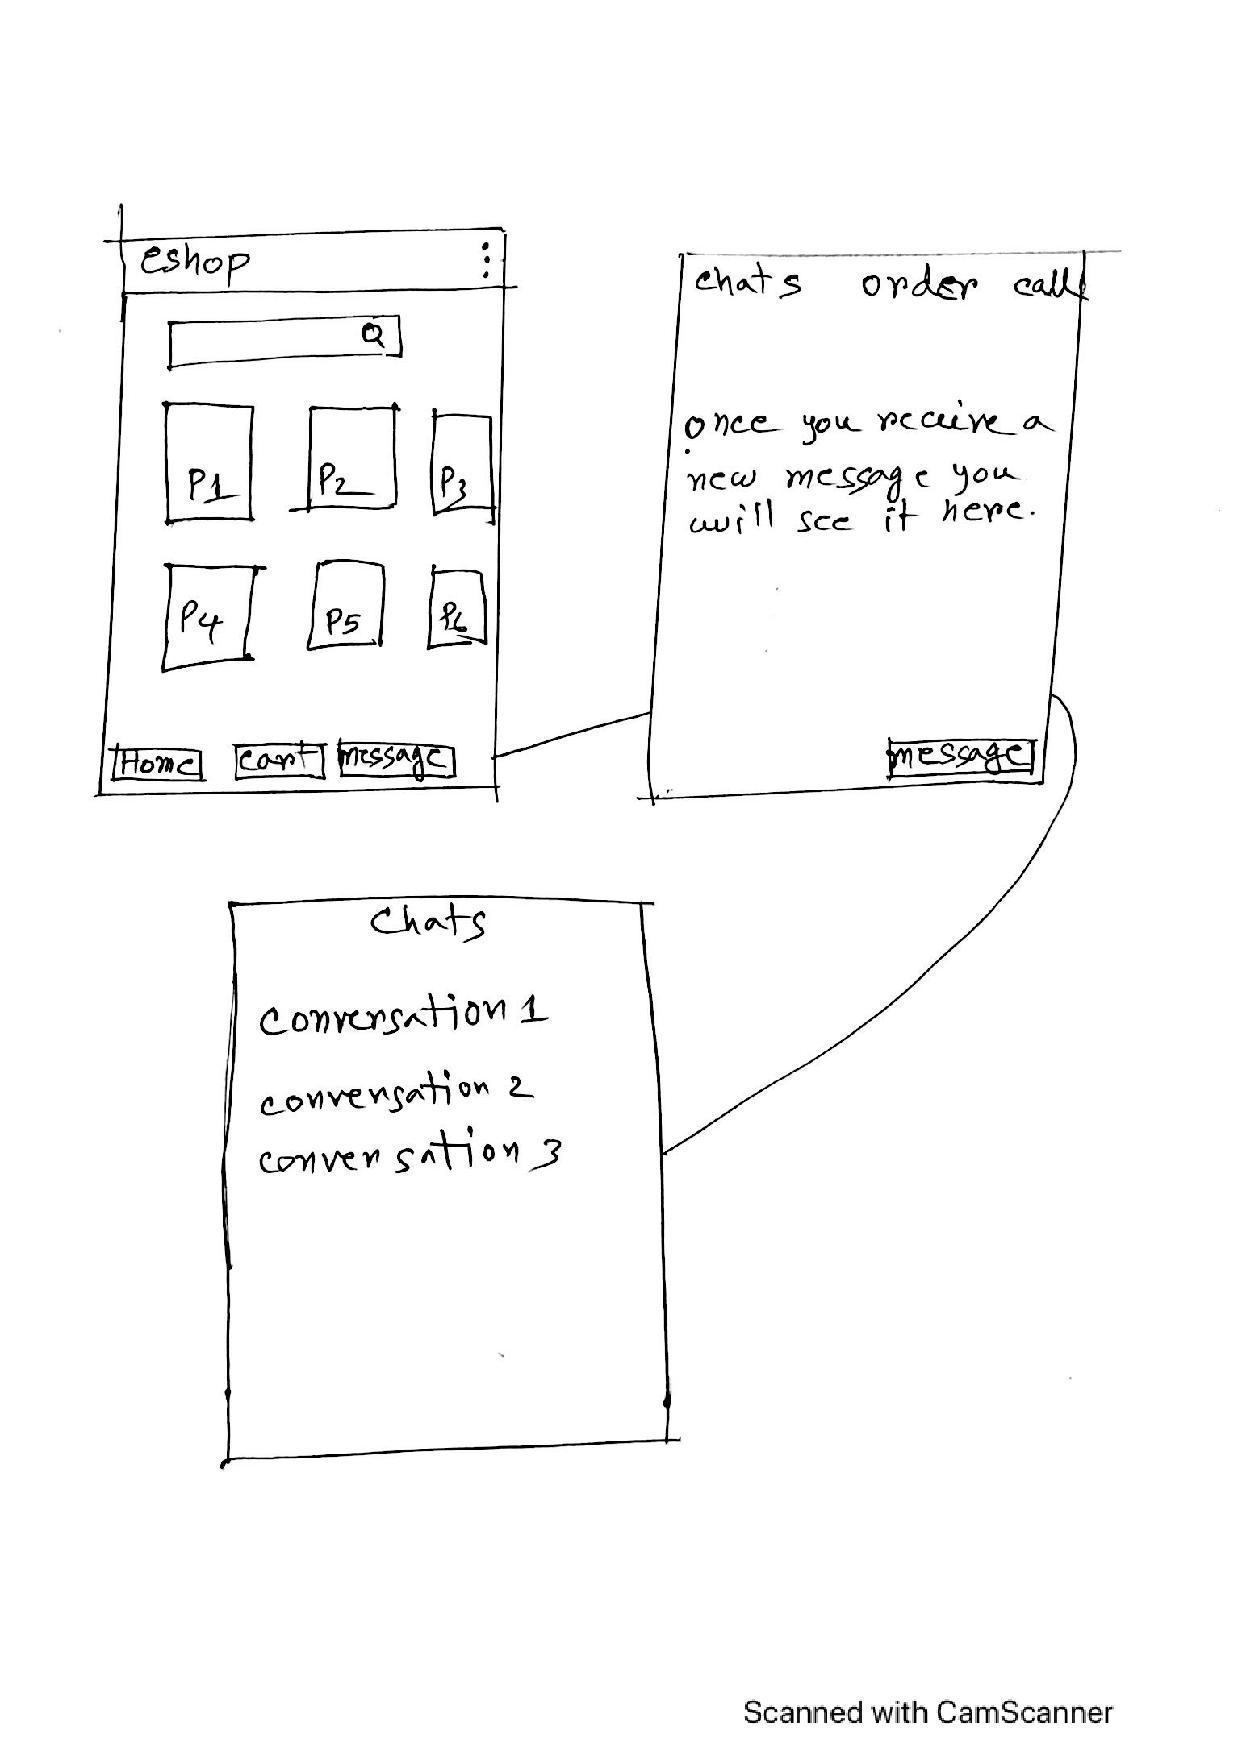 eshop
P1 P2 P3
P4 P5 P6
Home cart message
chats order call
once you receive a
new message you
will see it here.
message
Chats
conversation 1
conversation 2
conversation 3
Scanned with CamScanner